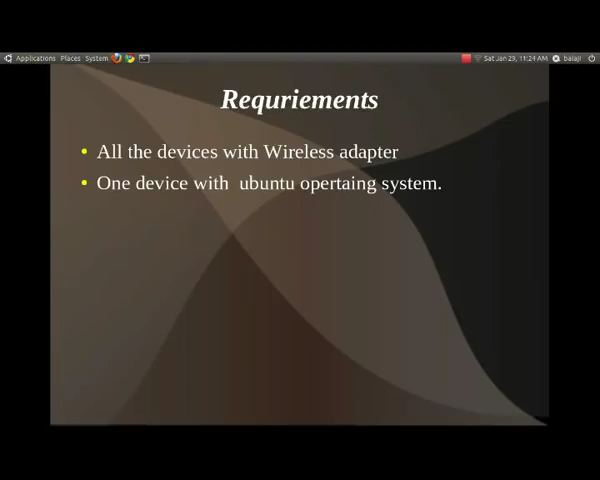 Applications Places System Sat Jan 29, 11:24 AM balaji
Requriements
All the devices with Wireless adapter
One device with ubuntu opertaing system.